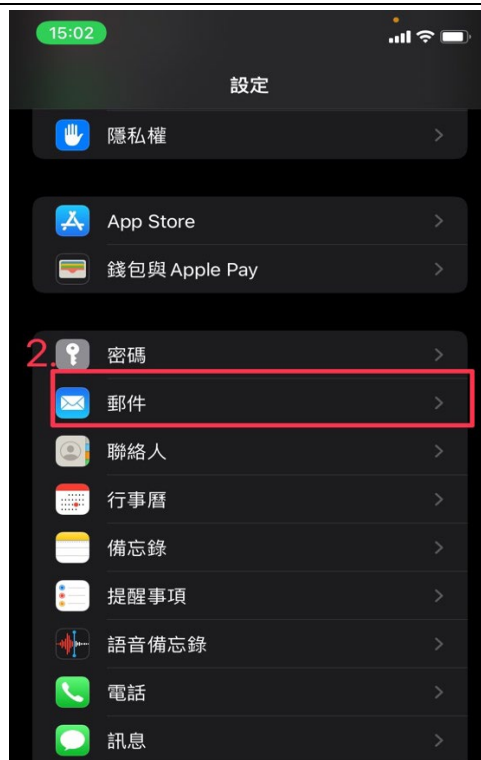 15:02
設定
隱私權
App Store
錢包與 Apple Pay
2.
密碼
郵件
聯絡人
行事曆
備忘錄
提醒事項
語音備忘錄
電話
訊息